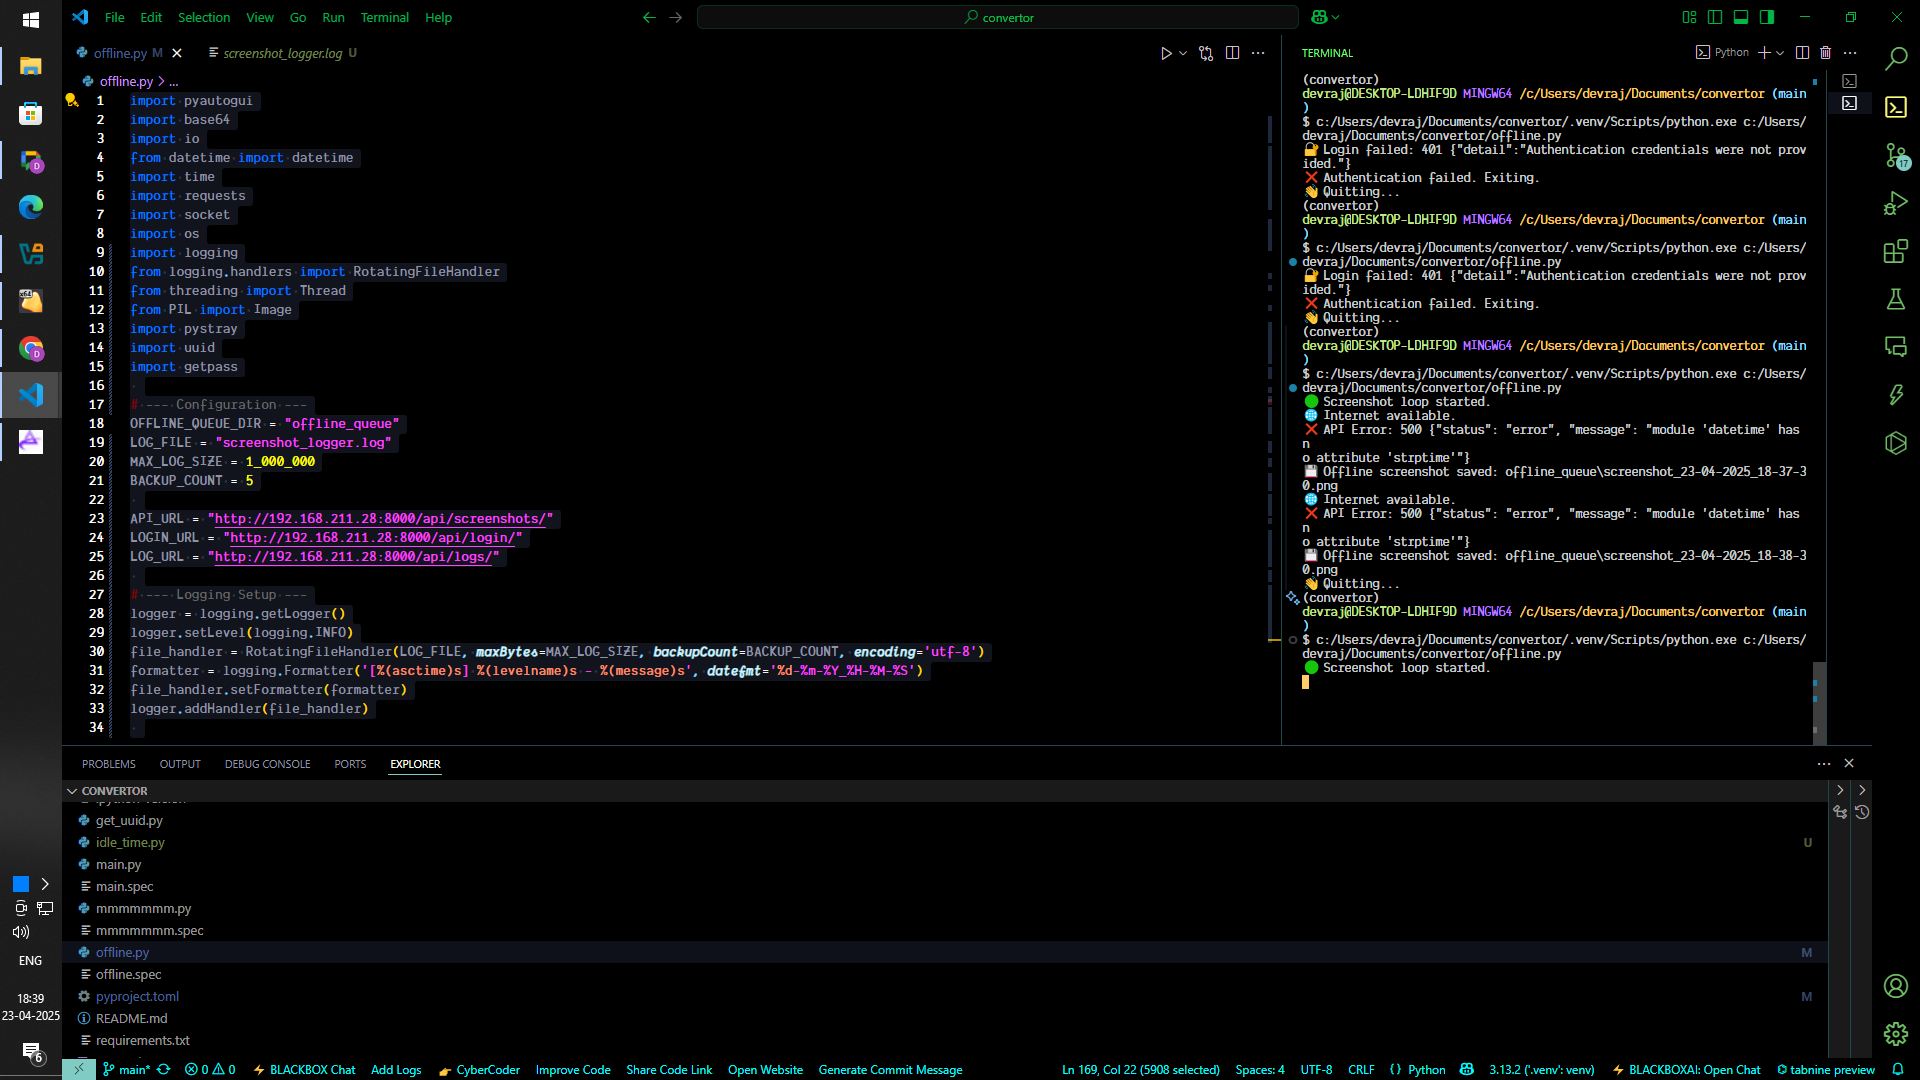 File Edit Selection View Go Run Terminal Help
convertor
offline.py M
screenshot_logger.log U
offline.py > ...
1 import pyautogui
2 import base64
3 import io
4 from datetime import datetime
5 import time
6 import requests
7 import socket
8 import os
9 import logging
10 from logging.handlers import RotatingFileHandler
11 from threading import Thread
12 from PIL import Image
13 import pystray
14 import uuid
15 import getpass
16
17 # --- Configuration ---
18 OFFLINE_QUEUE_DIR = "offline_queue"
19 LOG_FILE = "screenshot_logger.log"
20 MAX_LOG_SIZE = 1_000_000
21 BACKUP_COUNT = 5
22
23 API_URL = "http://192.168.211.28:8000/api/screenshots/"
24 LOGIN_URL = "http://192.168.211.28:8000/api/login/"
25 LOG_URL = "http://192.168.211.28:8000/api/logs/"
26
27 # --- Logging Setup ---
28 logger = logging.getLogger()
29 logger.setLevel(logging.INFO)
30 file_handler = RotatingFileHandler(LOG_FILE, maxBytes=MAX_LOG_SIZE, backupCount=BACKUP_COUNT, encoding='utf-8')
31 formatter = logging.Formatter('[%(asctime)s] %(levelname)s - %(message)s', datefmt='%d-%m-%Y_%H-%M-%S')
32 file_handler.setFormatter(formatter)
33 logger.addHandler(file_handler)
34
TERMINAL
Python
(convertor)
devraj@DESKTOP-LDHIF9D MINGW64 /c/Users/devraj/Documents/convertor (main
)
$ c:/Users/devraj/Documents/convertor/.venv/Scripts/python.exe c:/Users/
devraj/Documents/convertor/offline.py
🔐 Login failed: 401 {"detail":"Authentication credentials were not prov
ided."}
❌ Authentication failed. Exiting.
👋 Quitting...
(convertor)
devraj@DESKTOP-LDHIF9D MINGW64 /c/Users/devraj/Documents/convertor (main
)
$ c:/Users/devraj/Documents/convertor/.venv/Scripts/python.exe c:/Users/
devraj/Documents/convertor/offline.py
🔐 Login failed: 401 {"detail":"Authentication credentials were not prov
ided."}
❌ Authentication failed. Exiting.
👋 Quitting...
(convertor)
devraj@DESKTOP-LDHIF9D MINGW64 /c/Users/devraj/Documents/convertor (main
)
$ c:/Users/devraj/Documents/convertor/.venv/Scripts/python.exe c:/Users/
devraj/Documents/convertor/offline.py
🟢 Screenshot loop started.
🌐 Internet available.
❌ API Error: 500 {"status": "error", "message": "module 'datetime' has
n
o attribute 'strptime'"}
💾 Offline screenshot saved: offline_queue\screenshot_23-04-2025_18-37-3
0.png
🌐 Internet available.
❌ API Error: 500 {"status": "error", "message": "module 'datetime' has
n
o attribute 'strptime'"}
💾 Offline screenshot saved: offline_queue\screenshot_23-04-2025_18-38-3
0.png
👋 Quitting...
(convertor)
devraj@DESKTOP-LDHIF9D MINGW64 /c/Users/devraj/Documents/convertor (main
)
$ c:/Users/devraj/Documents/convertor/.venv/Scripts/python.exe c:/Users/
devraj/Documents/convertor/offline.py
🟢 Screenshot loop started.
17
PROBLEMS OUTPUT DEBUG CONSOLE PORTS EXPLORER
CONVERTOR
get_uuid.py
idle_time.py U
main.py
main.spec
mmmmmmm.py
mmmmmmm.spec
offline.py M
offline.spec
pyproject.toml M
README.md
requirements.txt
ENG
18:39
23-04-2025
6
main* 0 0 BLACKBOX Chat Add Logs CyberCoder Improve Code Share Code Link Open Website Generate Commit Message Ln 169, Col 22 (5908 selected) Spaces: 4 UTF-8 CRLF {} Python 3.13.2 ('.venv': venv) BLACKBOXAI: Open Chat tabnine preview